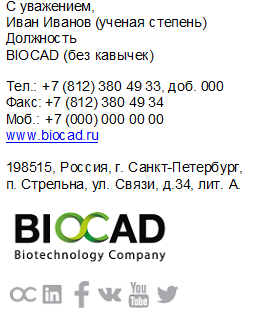 С уважением,
Иван Иванов (ученая степень)
Должность
BIOCAD (без кавычек)
Тел.: +7 (812) 380 49 33, доб. 000
Факс: +7 (812) 380 49 34
Моб.: +7 (000) 000 00 00
www.biocad.ru
198515, Россия, г. Санкт-Петербург,
п. Стрельна, ул. Связи, д.34, лит. А.
BIOCAD
Biotechnology Company
You Tube